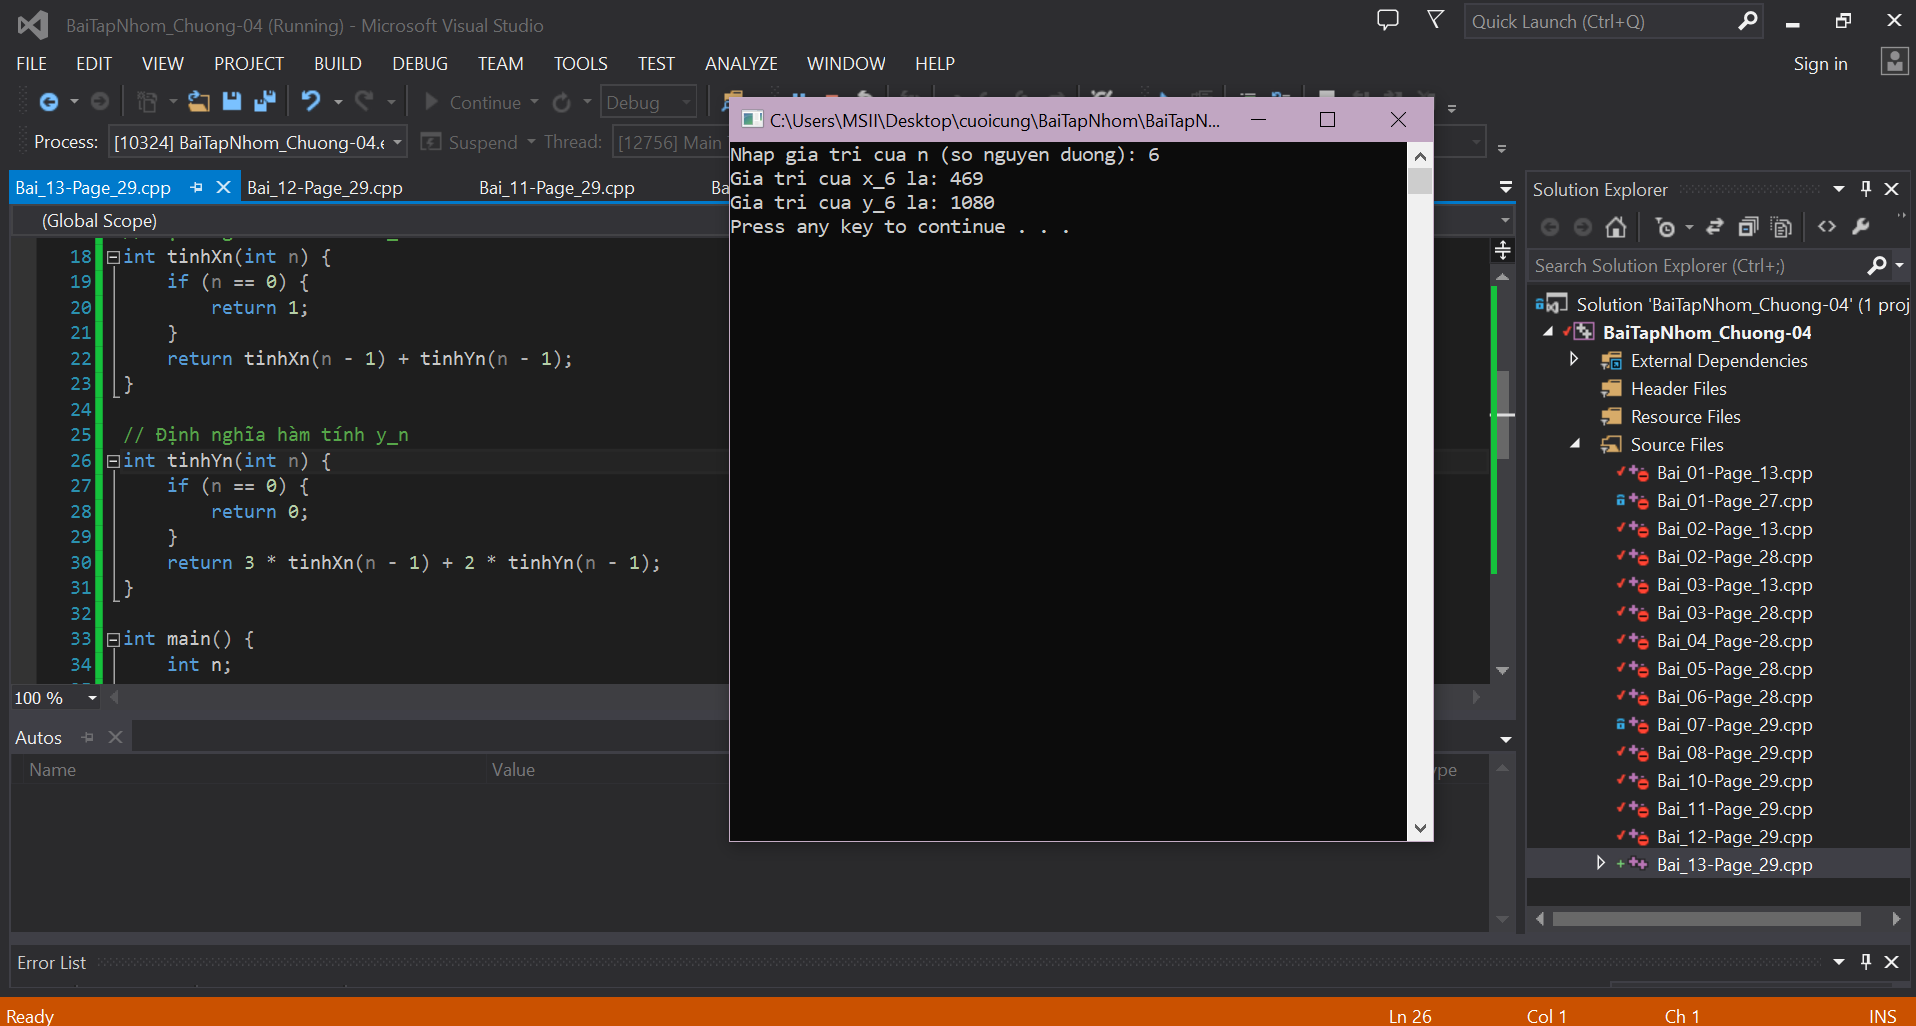 BaiTapNhom_Chuong-04 (Running) - Microsoft Visual Studio
Quick Launch (Ctrl+Q)
FILE EDIT VIEW PROJECT BUILD DEBUG TEAM TOOLS TEST ANALYZE WINDOW HELP
Sign in
Continue Debug
Process: [10324] BaiTapNhom_Chuong-04.e Suspend Thread: [12756] Main
Bai_13-Page_29.cpp Bai_12-Page_29.cpp Bai_11-Page_29.cpp Ba
(Global Scope)
18 int tinhXn(int n) {
19 if (n == 0) {
20 return 1;
21 }
22 return tinhXn(n - 1) + tinhYn(n - 1);
23 }
24
25 // Định nghĩa hàm tính y_n
26 int tinhYn(int n) {
27 if (n == 0) {
28 return 0;
29 }
30 return 3 * tinhXn(n - 1) + 2 * tinhYn(n - 1);
31 }
32
33 int main() {
34 int n;
100 %
C:\Users\MSII\Desktop\cuoicung\BaiTapNhom\BaiTapN...
Nhap gia tri cua n (so nguyen duong): 6
Gia tri cua x_6 la: 469
Gia tri cua y_6 la: 1080
Press any key to continue . . .
Autos
Name Value ype
Error List
Solution Explorer
Search Solution Explorer (Ctrl+;)
Solution 'BaiTapNhom_Chuong-04' (1 proj
BaiTapNhom_Chuong-04
External Dependencies
Header Files
Resource Files
Source Files
Bai_01-Page_13.cpp
Bai_01-Page_27.cpp
Bai_02-Page_13.cpp
Bai_02-Page_28.cpp
Bai_03-Page_13.cpp
Bai_03-Page_28.cpp
Bai_04_Page-28.cpp
Bai_05-Page_28.cpp
Bai_06-Page_28.cpp
Bai_07-Page_29.cpp
Bai_08-Page_29.cpp
Bai_10-Page_29.cpp
Bai_11-Page_29.cpp
Bai_12-Page_29.cpp
Bai_13-Page_29.cpp
Ready Ln 26 Col 1 Ch 1 INS